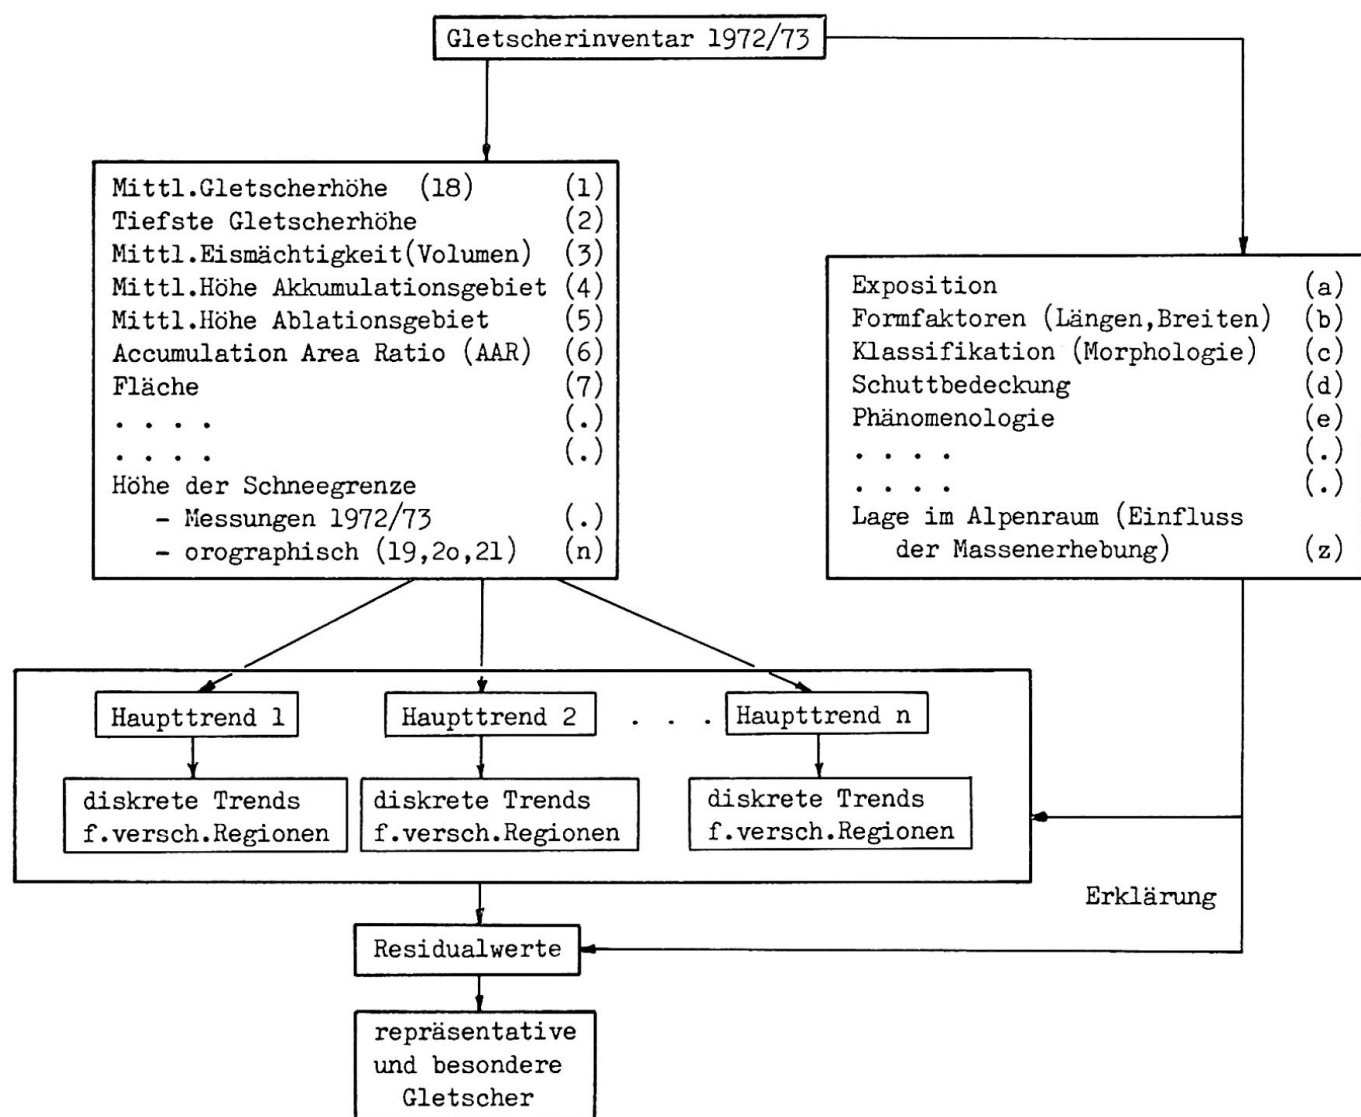 Gletscherinventar 1972/73
Mittl.Gletscherhöhe (18) (1)
Tiefste Gletscherhöhe (2)
Mittl.Eismächtigkeit(Volumen) (3)
Mittl.Höhe Akkumulationsgebiet (4)
Mittl.Höhe Ablationsgebiet (5)
Accumulation Area Ratio (AAR) (6)
Fläche (7)
. . . . (.)
. . . . (.)
Höhe der Schneegrenze
- Messungen 1972/73 (.)
- orographisch (19,2o,21) (n)
Exposition (a)
Formfaktoren (Längen,Breiten) (b)
Klassifikation (Morphologie) (c)
Schuttbedeckung (d)
Phänomenologie (e)
. . . . (.)
. . . . (.)
Lage im Alpenraum (Einfluss
der Massenerhebung) (z)
Haupttrend 1
Haupttrend 2
. . .
Haupttrend n
diskrete Trends
f.versch.Regionen
diskrete Trends
f.versch.Regionen
diskrete Trends
f.versch.Regionen
Erklärung
Residualwerte
repräsentative
und besondere
Gletscher